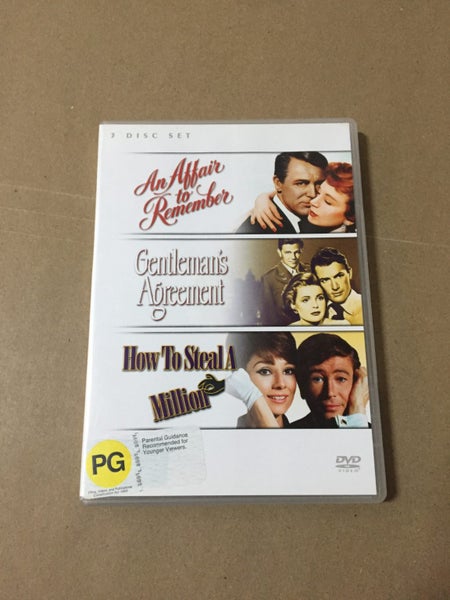 3 DISC SET
An Affair
to
Remember
Gentleman's
Agreement
How To Steal A
Million
PG
Parental Guidance
Recommended for
Younger Viewers.
DVD
VIDEO